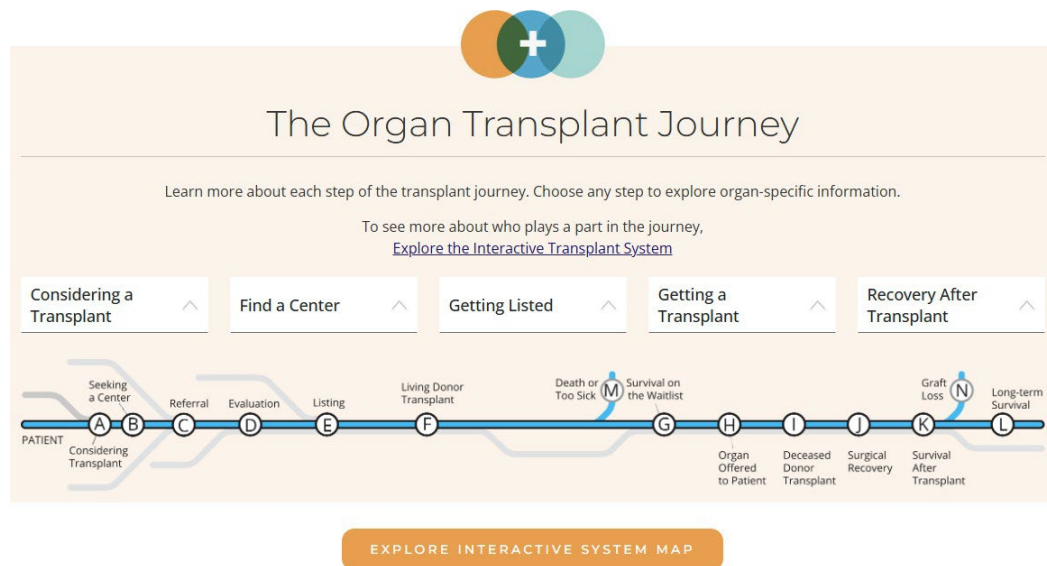 The Organ Transplant Journey
Learn more about each step of the transplant journey. Choose any step to explore organ-specific information.
To see more about who plays a part in the journey,
Explore the Interactive Transplant System
Considering a
Transplant
Find a Center
Getting Listed
Getting a
Transplant
Recovery After
Transplant
PATIENT
A
Considering
Transplant
Seeking
a Center
B
Referral
C
Evaluation
D
Listing
E
Living Donor
Transplant
F
Death or
Too Sick
M
Survival on
the Waitlist
G
H
Organ
Offered
to Patient
I
Deceased
Donor
Transplant
J
Surgical
Recovery
K
Survival
After
Transplant
Graft
Loss
N
Long-term
Survival
L
EXPLORE INTERACTIVE SYSTEM MAP